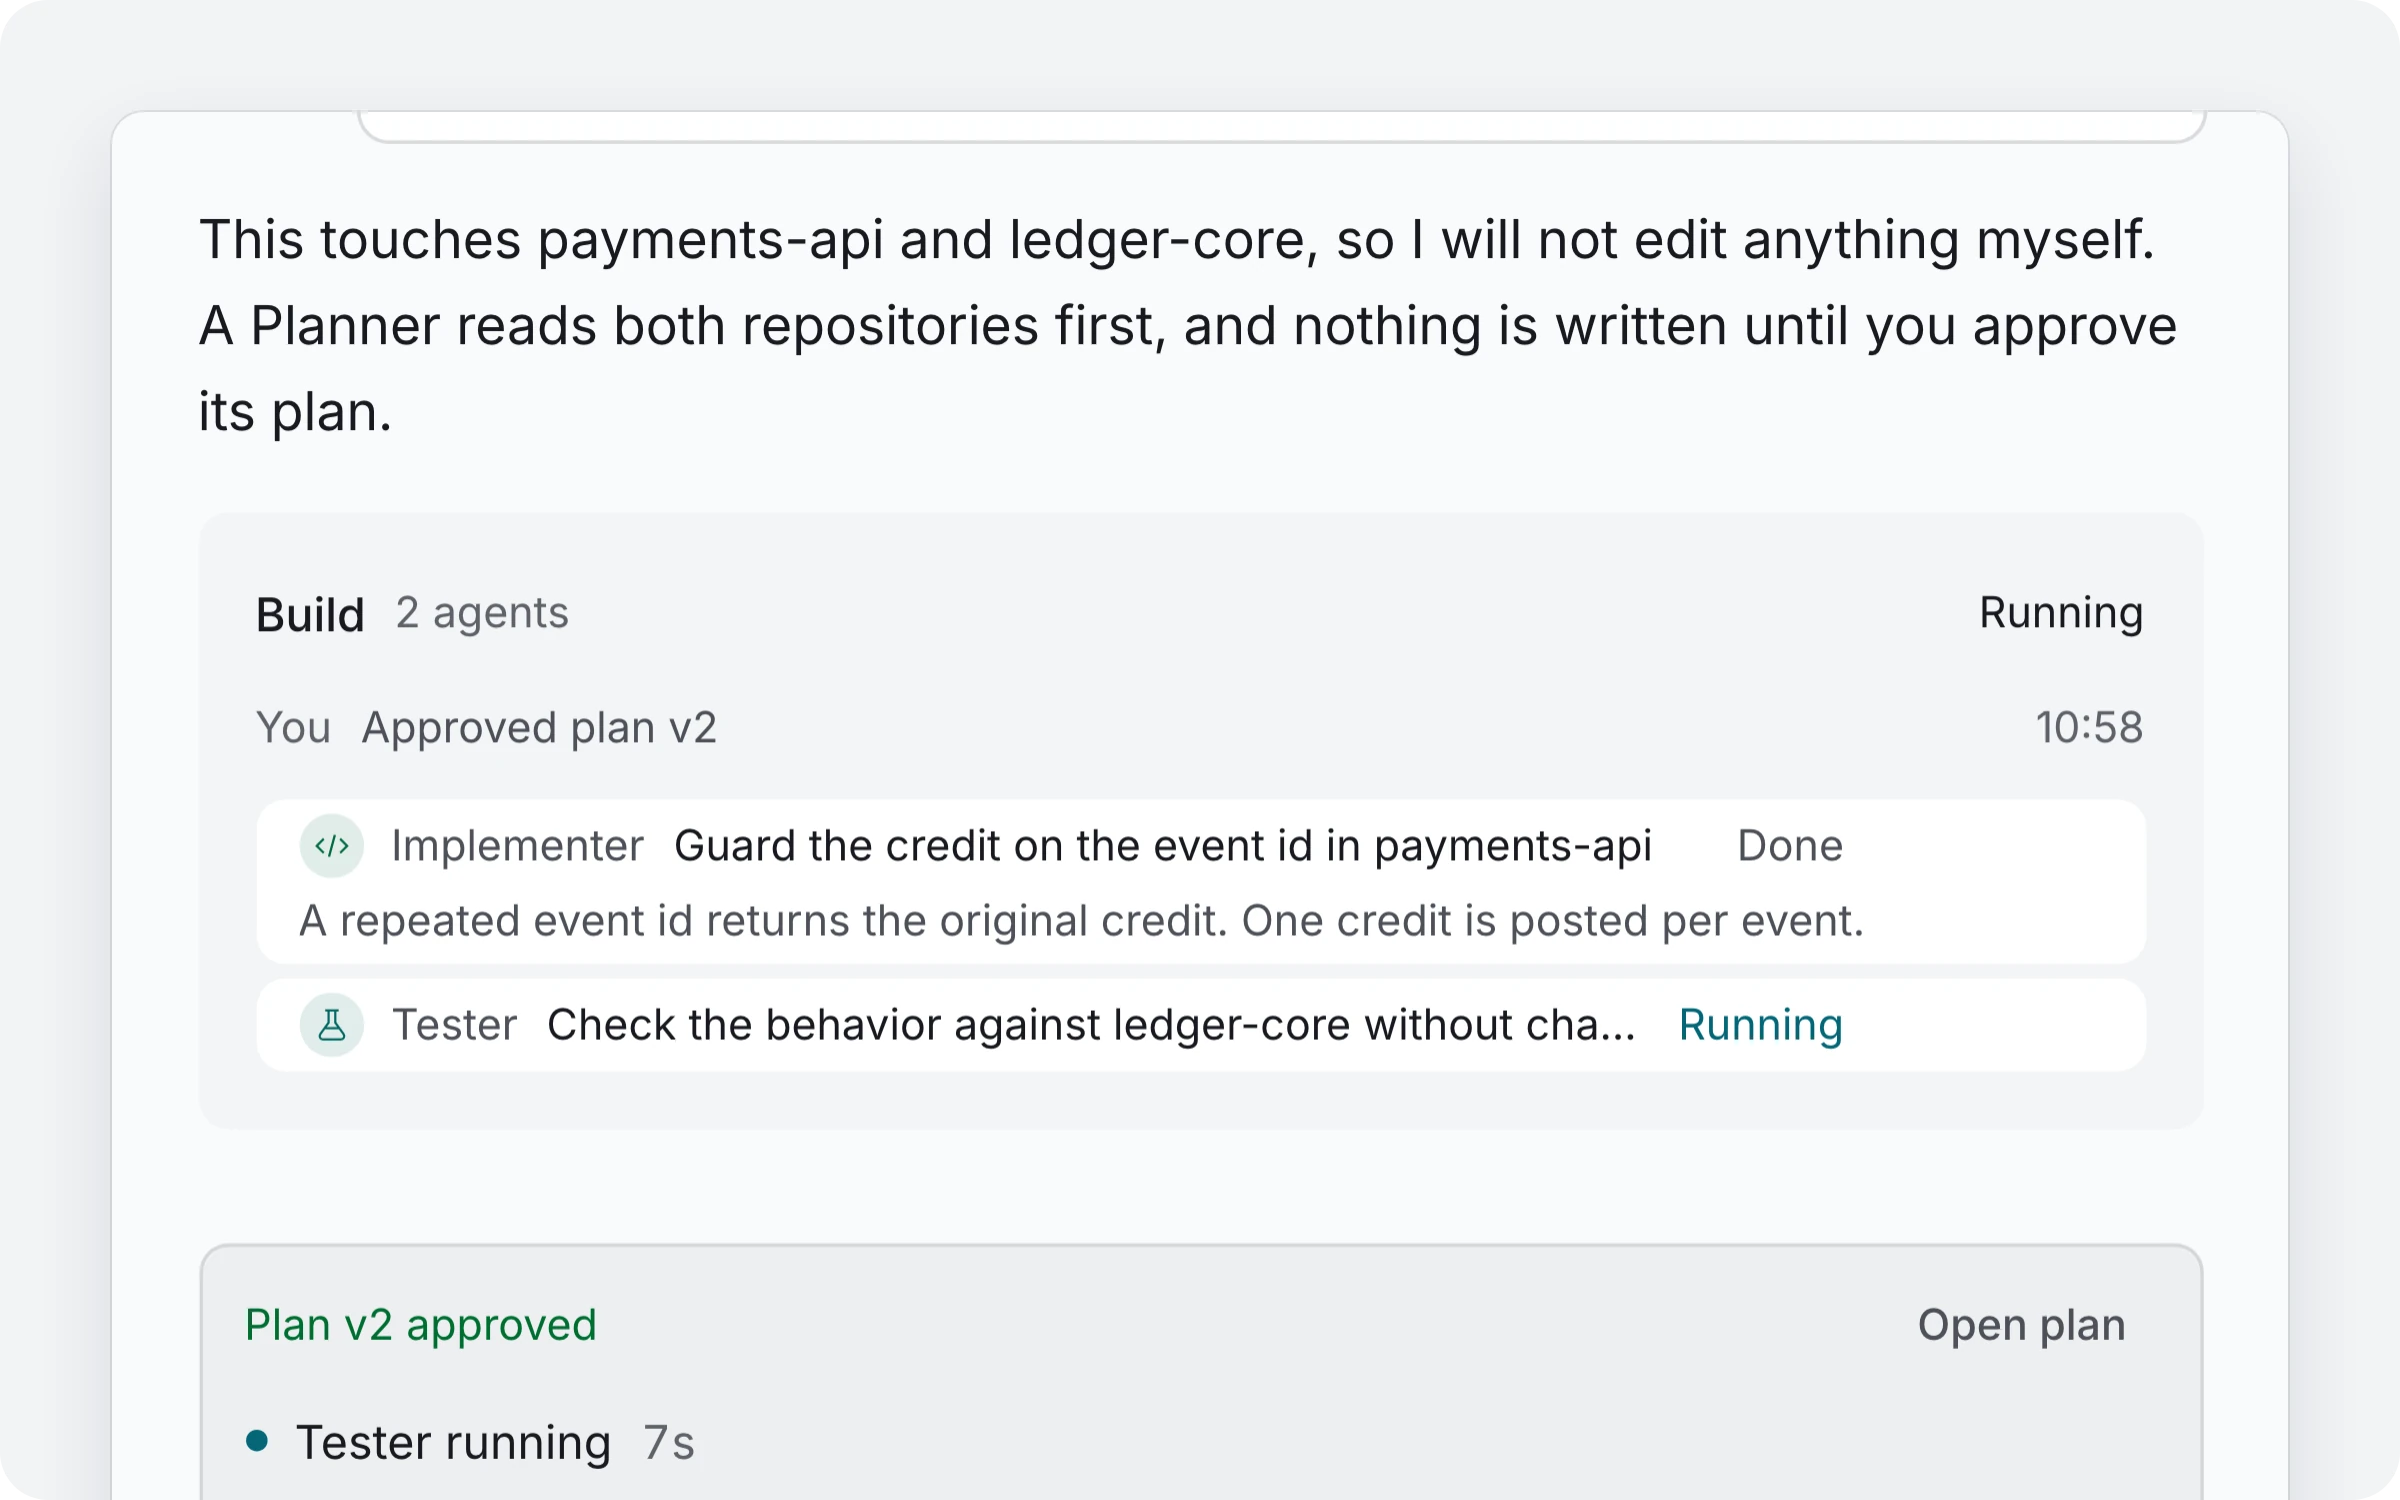 This touches payments-api and ledger-core, so I will not edit anything myself.
A Planner reads both repositories first, and nothing is written until you approve
its plan.
Build 2 agents Running
You Approved plan v2 10:58
Implementer Guard the credit on the event id in payments-api Done
A repeated event id returns the original credit. One credit is posted per event.
Tester Check the behavior against ledger-core without cha... Running
Plan v2 approved Open plan
Tester running 7s